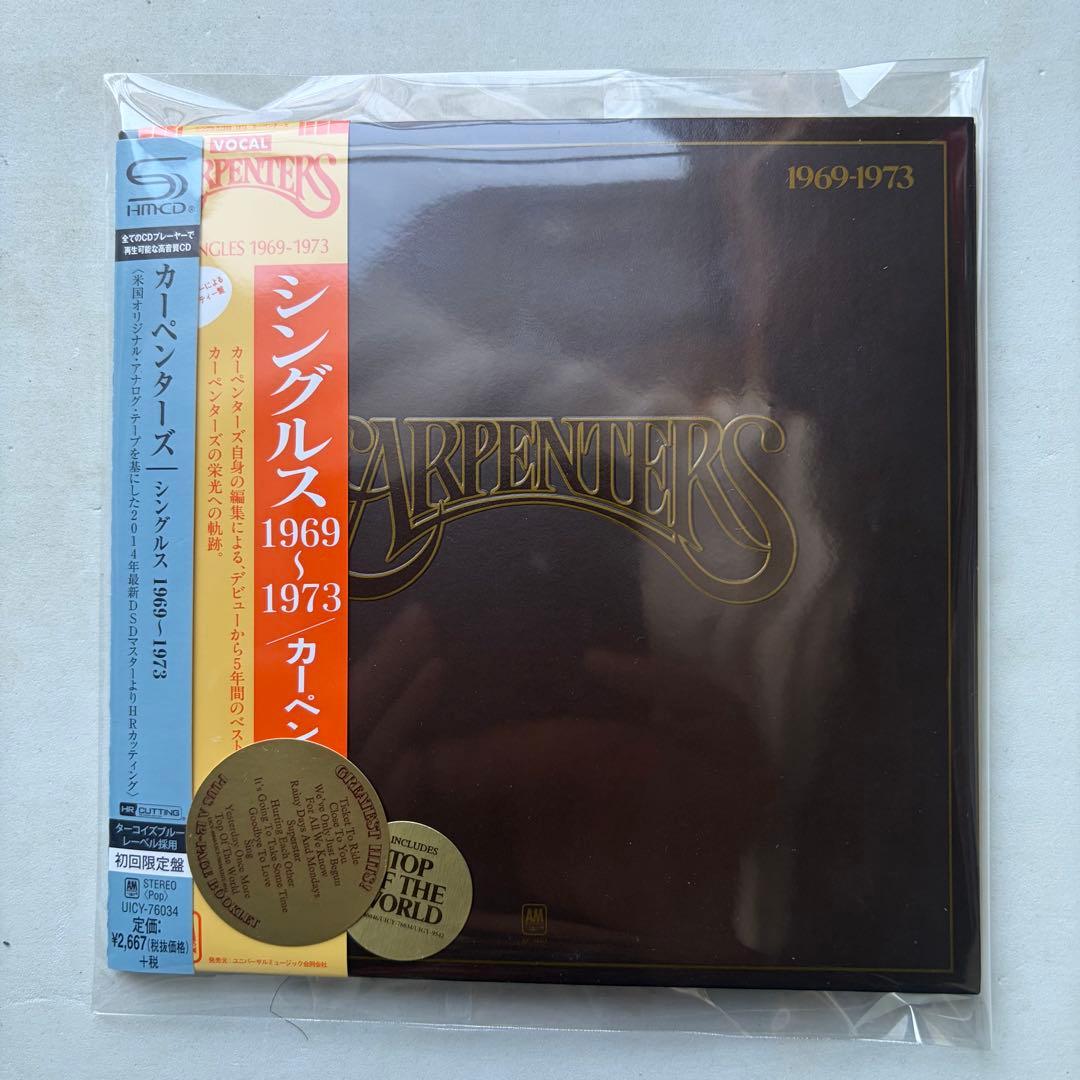 SHM-CD®
全てのCDプレーヤーで
再生可能な高音質CD
カーペンターズ|シングルス 1969〜1973
〈米国オリジナル・アナログ・テープを基にした2014年最新DSDマスターよりHRカッティング〉
HR CUTTING
ターコイズブルー
レーベル採用
初回限定盤
A&M STEREO
〈Pop〉
UICY-76034
定価:
¥2,667(税抜価格)
+税
VOCAL
RPENTERS
NGLES 1969-1973
ーによる
ティー盤
シングルス
1969
〜
1973
/カーペン
カーペンターズ自身の編集による、デビューから5年間のベスト
カーペンターズの栄光への軌跡。
発売元:ユニバーサルミュージック合同会社
1969-1973
CARPENTERS
GREATEST HITS!
Ticket To Ride
Close To You
We've Only Just Begun
For All We Know
Rainy Days And Mondays
Superstar
Hurting Each Other
It's Going To Take Some Time
Goodbye To Love
Sing
Yesterday Once More
Top Of The World
INCLUDES
TOP
OF THE
WORLD
A&M